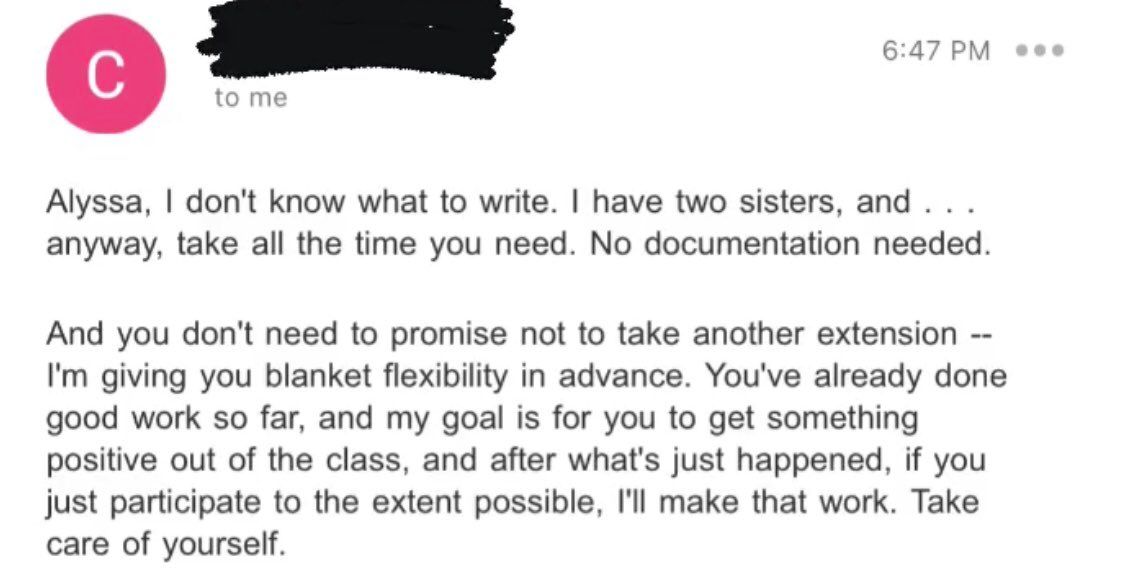 C
6:47 PM
to me
Alyssa, I don't know what to write. I have two sisters, and . . .
anyway, take all the time you need. No documentation needed.
And you don't need to promise not to take another extension --
I'm giving you blanket flexibility in advance. You've already done
good work so far, and my goal is for you to get something
positive out of the class, and after what's just happened, if you
just participate to the extent possible, I'll make that work. Take
care of yourself.